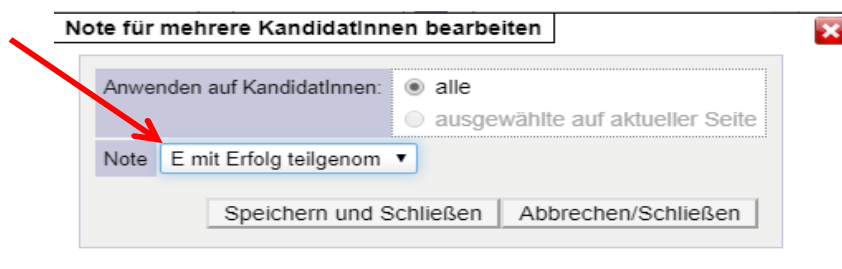 Note für mehrere KandidatInnen bearbeiten
Anwenden auf KandidatInnen: alle
ausgewählte auf aktueller Seite
Note E mit Erfolg teilgenom
Speichern und Schließen Abbrechen/Schließen